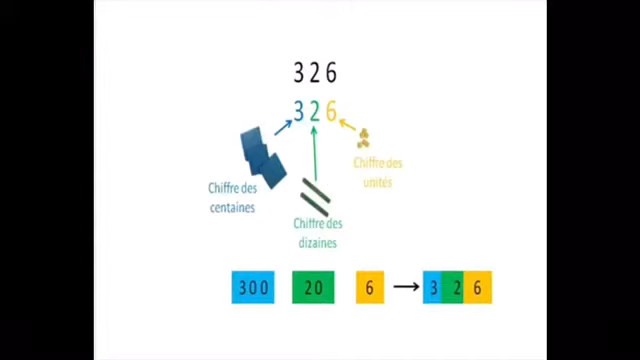 3 2 6
3 2 6
Chiffre des
unités
Chiffre des
centaines
Chiffre des
dizaines
300 20 6 → 3 2 6